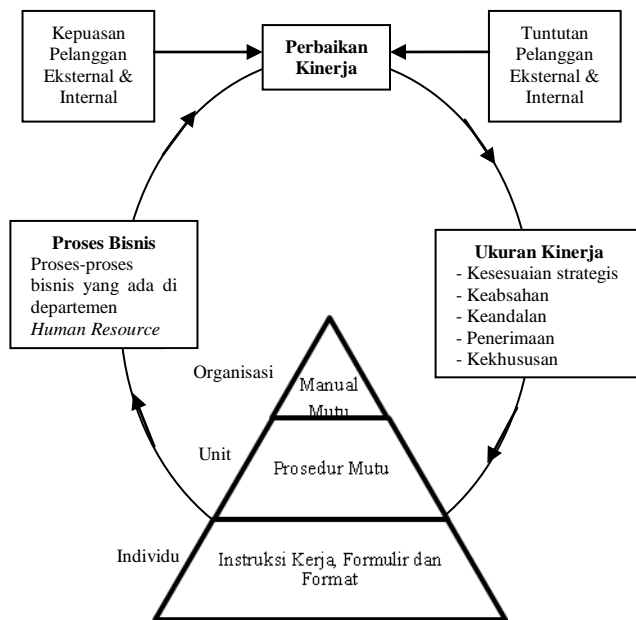 Kepuasan
Pelanggan
Eksternal &
Internal
Perbaikan
Kinerja
Tuntutan
Pelanggan
Eksternal &
Internal
Proses Bisnis
Proses-proses
bisnis yang ada di
departemen
Human Resource
Ukuran Kinerja
- Kesesuaian strategis
- Keabsahan
- Keandalan
- Penerimaan
- Kekhususan
Organisasi
Manual
Mutu
Unit
Prosedur Mutu
Individu
Instruksi Kerja, Formulir dan
Format